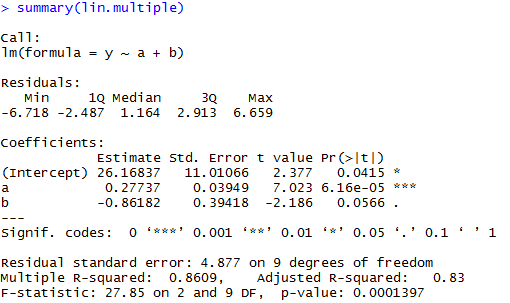 > summary(lin.multiple)
Call:
lm(formula = y ~ a + b)
Residuals:
   Min     1Q Median     3Q    Max
-6.718 -2.487  1.164  2.913  6.659
Coefficients:
            Estimate Std. Error t value Pr(>|t|)
(Intercept) 26.16837   11.01066   2.377   0.0415 *
a            0.27737    0.03949   7.023 6.16e-05 ***
b           -0.86182    0.39418  -2.186   0.0566 .
---
Signif. codes:  0 ‘***’ 0.001 ‘**’ 0.01 ‘*’ 0.05 ‘.’ 0.1 ‘ ’ 1
Residual standard error: 4.877 on 9 degrees of freedom
Multiple R-squared:  0.8609,    Adjusted R-squared:   0.83
F-statistic: 27.85 on 2 and 9 DF,  p-value: 0.0001397